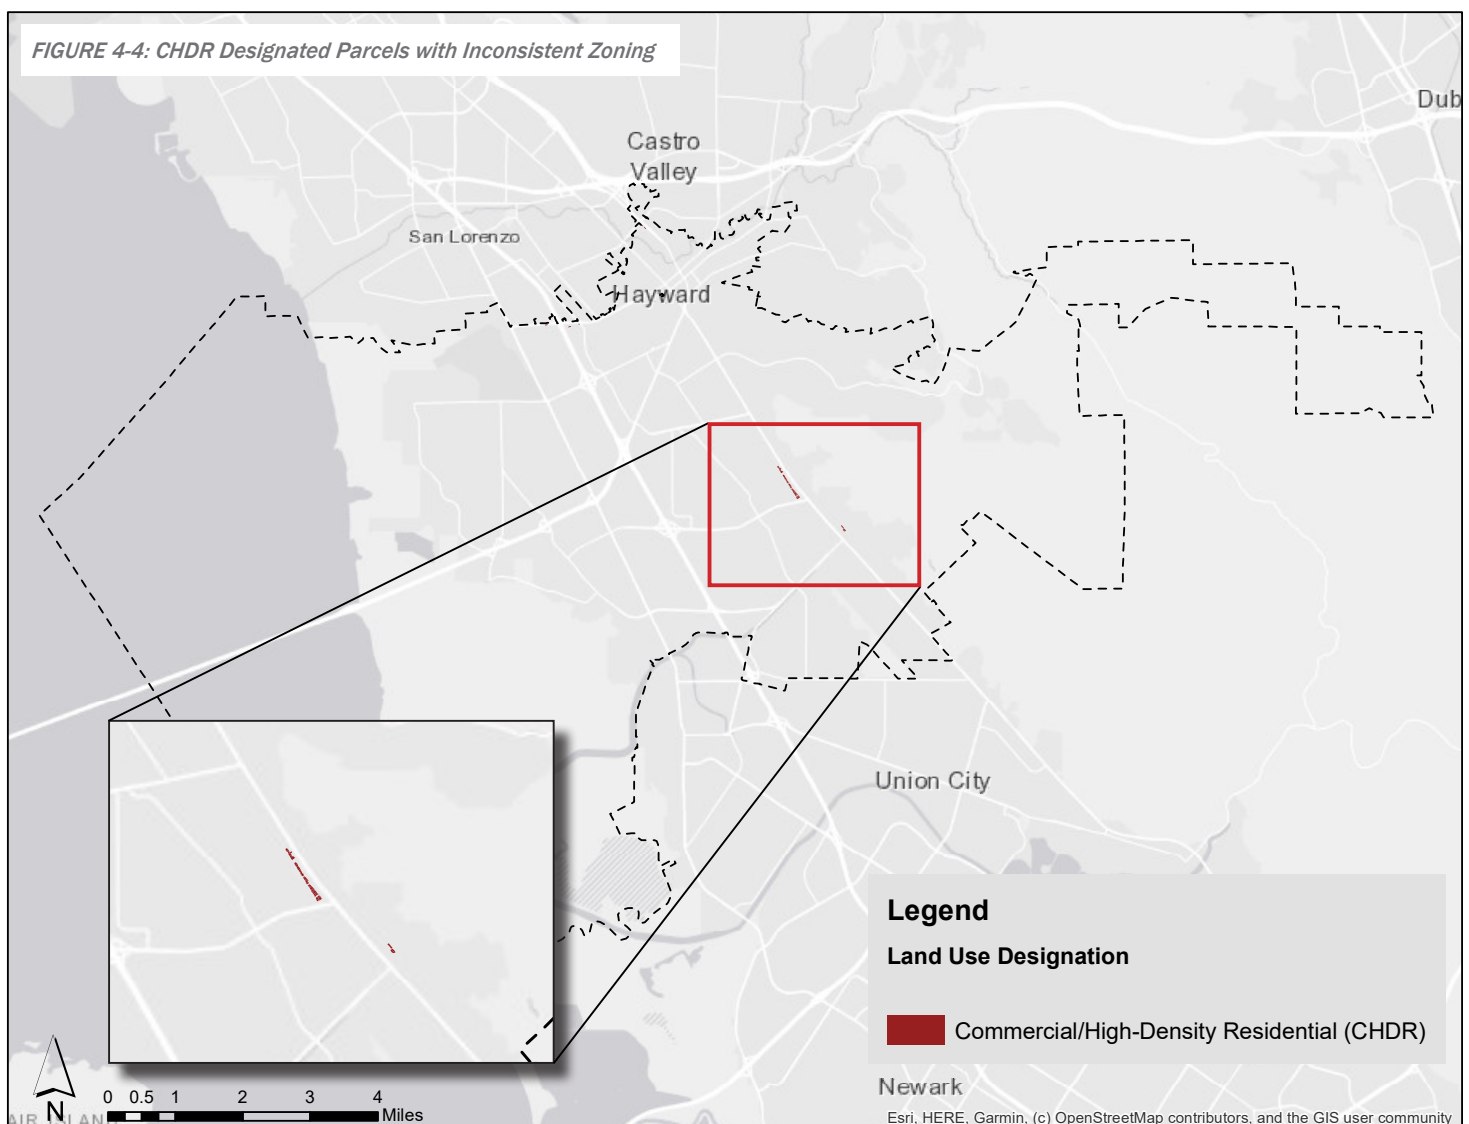 FIGURE 4-4: CHDR Designated Parcels with Inconsistent Zoning
Dub
Castro
Valley
San Lorenzo
Hayward
Union City
Legend
Land Use Designation
Commercial/High-Density Residential (CHDR)
Newark
N
0 0.5 1 2 3 4
Miles
Esri, HERE, Garmin, (c) OpenStreetMap contributors, and the GIS user community